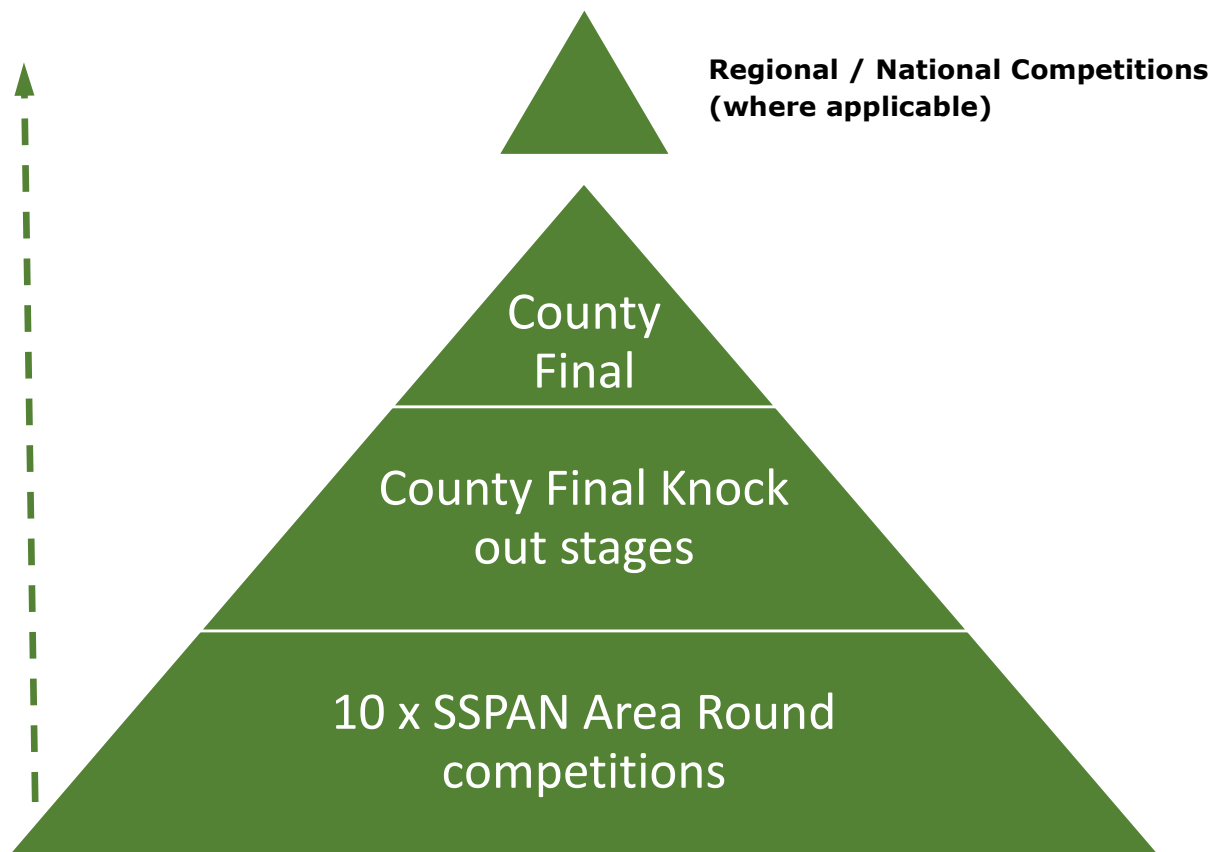 Regional / National Competitions
(where applicable)
County
Final
County Final Knock
out stages
10 x SSPAN Area Round
competitions